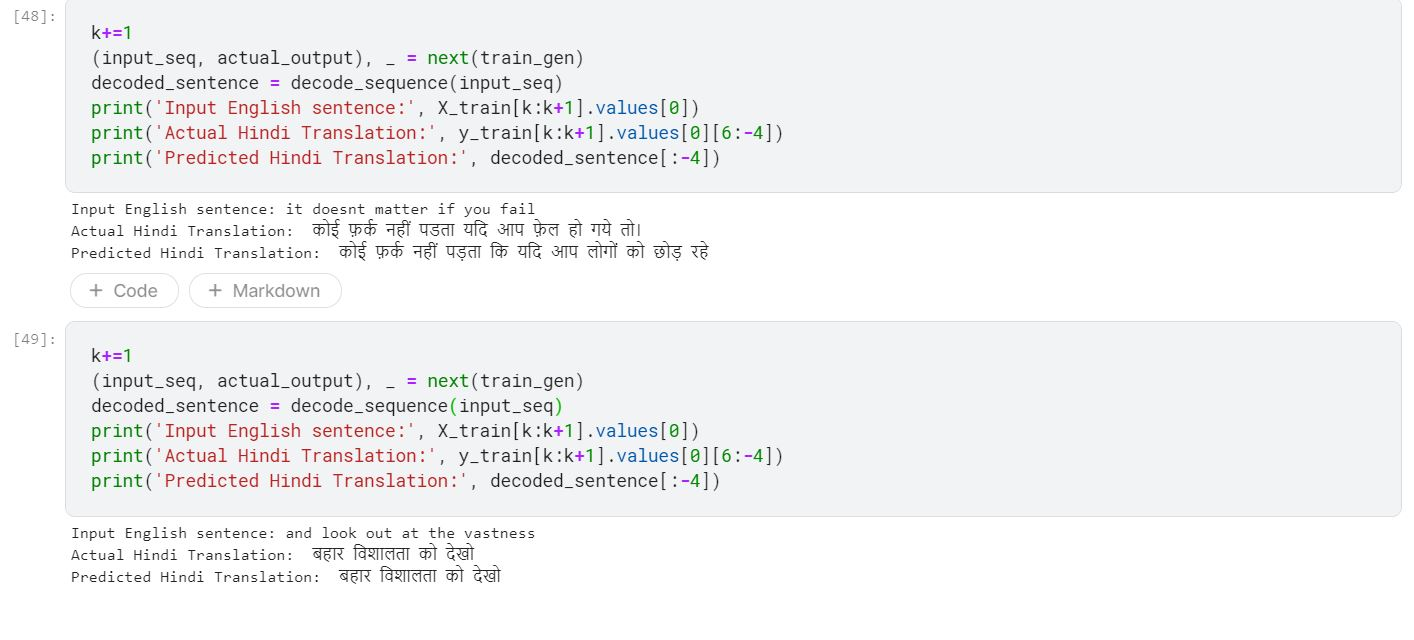 [48]:
k+=1
(input_seq, actual_output), _ = next(train_gen)
decoded_sentence = decode_sequence(input_seq)
print('Input English sentence:', X_train[k:k+1].values[0])
print('Actual Hindi Translation:', y_train[k:k+1].values[0][6:-4])
print('Predicted Hindi Translation:', decoded_sentence[:-4])
Input English sentence: it doesnt matter if you fail
Actual Hindi Translation:  कोई फ़र्क नहीं पडता यदि आप फ़ेल हो गये तो।
Predicted Hindi Translation:  कोई फ़र्क नहीं पड़ता कि यदि आप लोगों को छोड़ रहे
+ Code + Markdown
[49]:
k+=1
(input_seq, actual_output), _ = next(train_gen)
decoded_sentence = decode_sequence(input_seq)
print('Input English sentence:', X_train[k:k+1].values[0])
print('Actual Hindi Translation:', y_train[k:k+1].values[0][6:-4])
print('Predicted Hindi Translation:', decoded_sentence[:-4])
Input English sentence: and look out at the vastness
Actual Hindi Translation:  बहार विशालता को देखो
Predicted Hindi Translation:  बहार विशालता को देखो